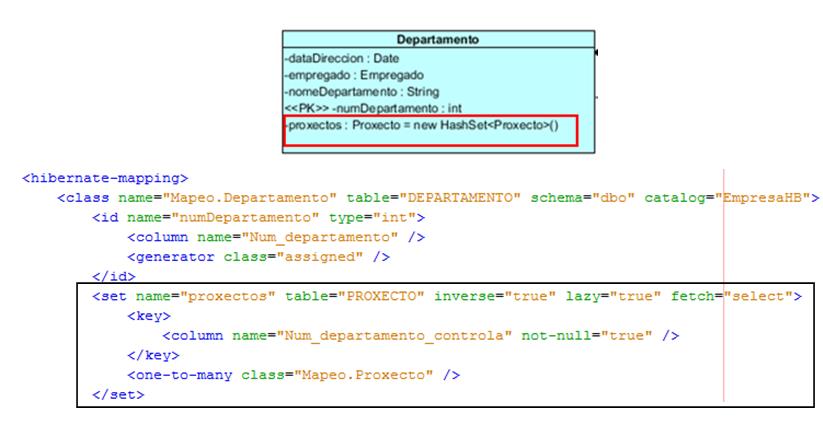 Departamento
-dataDireccion : Date
-empregado : Empregado
-nomeDepartamento : String
<<PK>> -numDepartamento : int
-proxectos : Proxecto = new HashSet<Proxecto>()
<hibernate-mapping>
<class name="Mapeo.Departamento" table="DEPARTAMENTO" schema="dbo" catalog="EmpresaHB">
<id name="numDepartamento" type="int">
<column name="Num_departamento" />
<generator class="assigned" />
</id>
<set name="proxectos" table="PROXECTO" inverse="true" lazy="true" fetch="select">
<key>
<column name="Num_departamento_controla" not-null="true" />
</key>
<one-to-many class="Mapeo.Proxecto" />
</set>